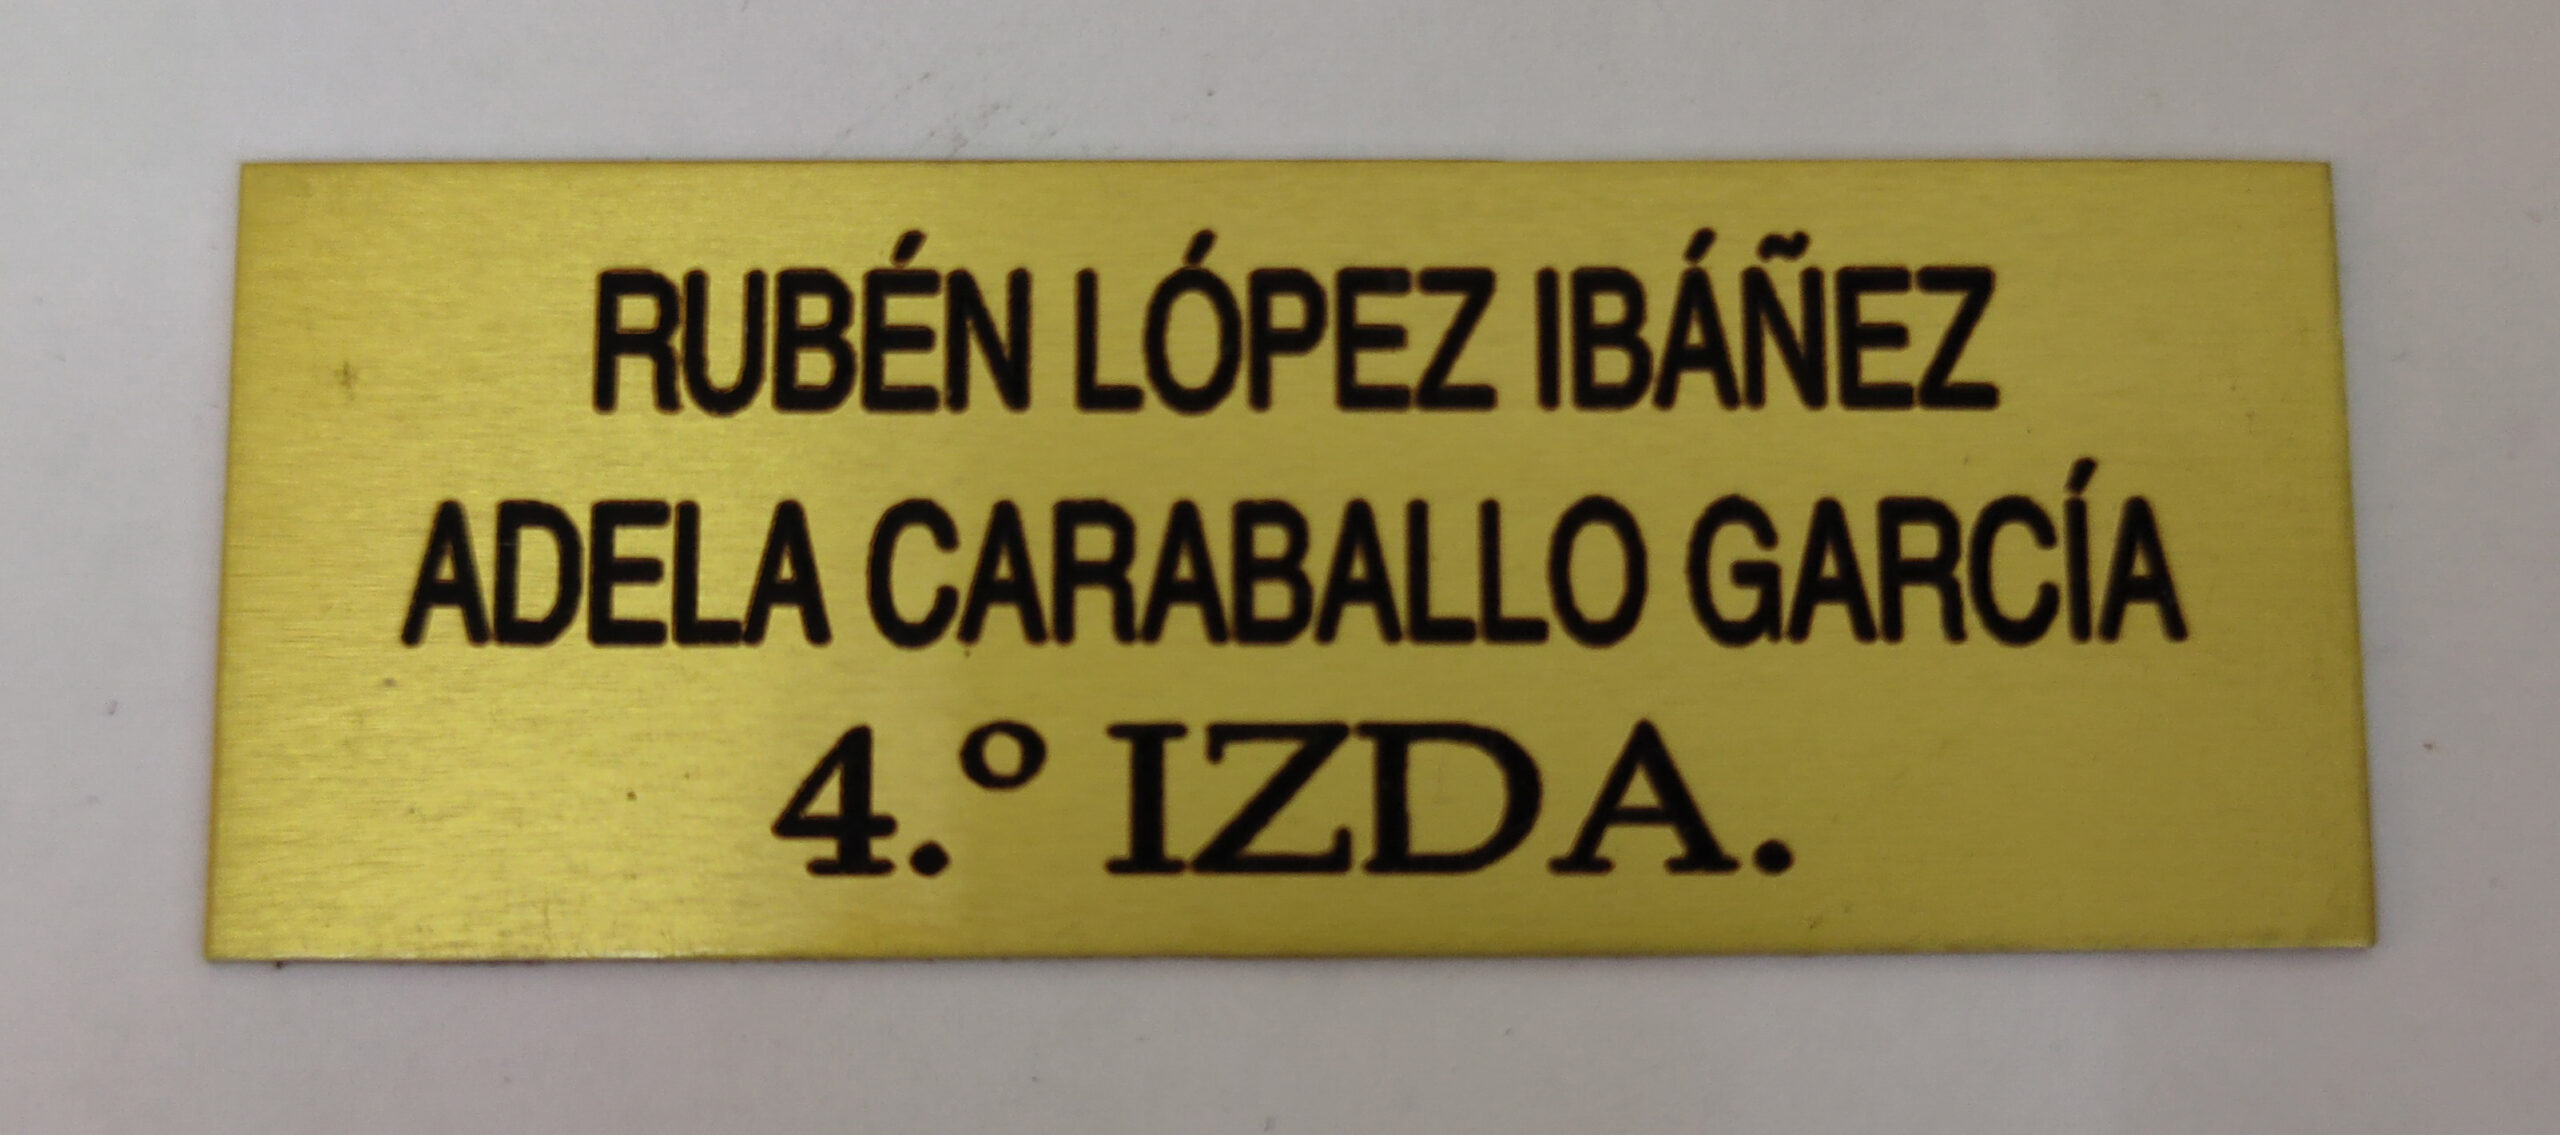 RUBÉN LÓPEZ IBÁÑEZ
ADELA CARABALLO GARCÍA
4.º IZDA.